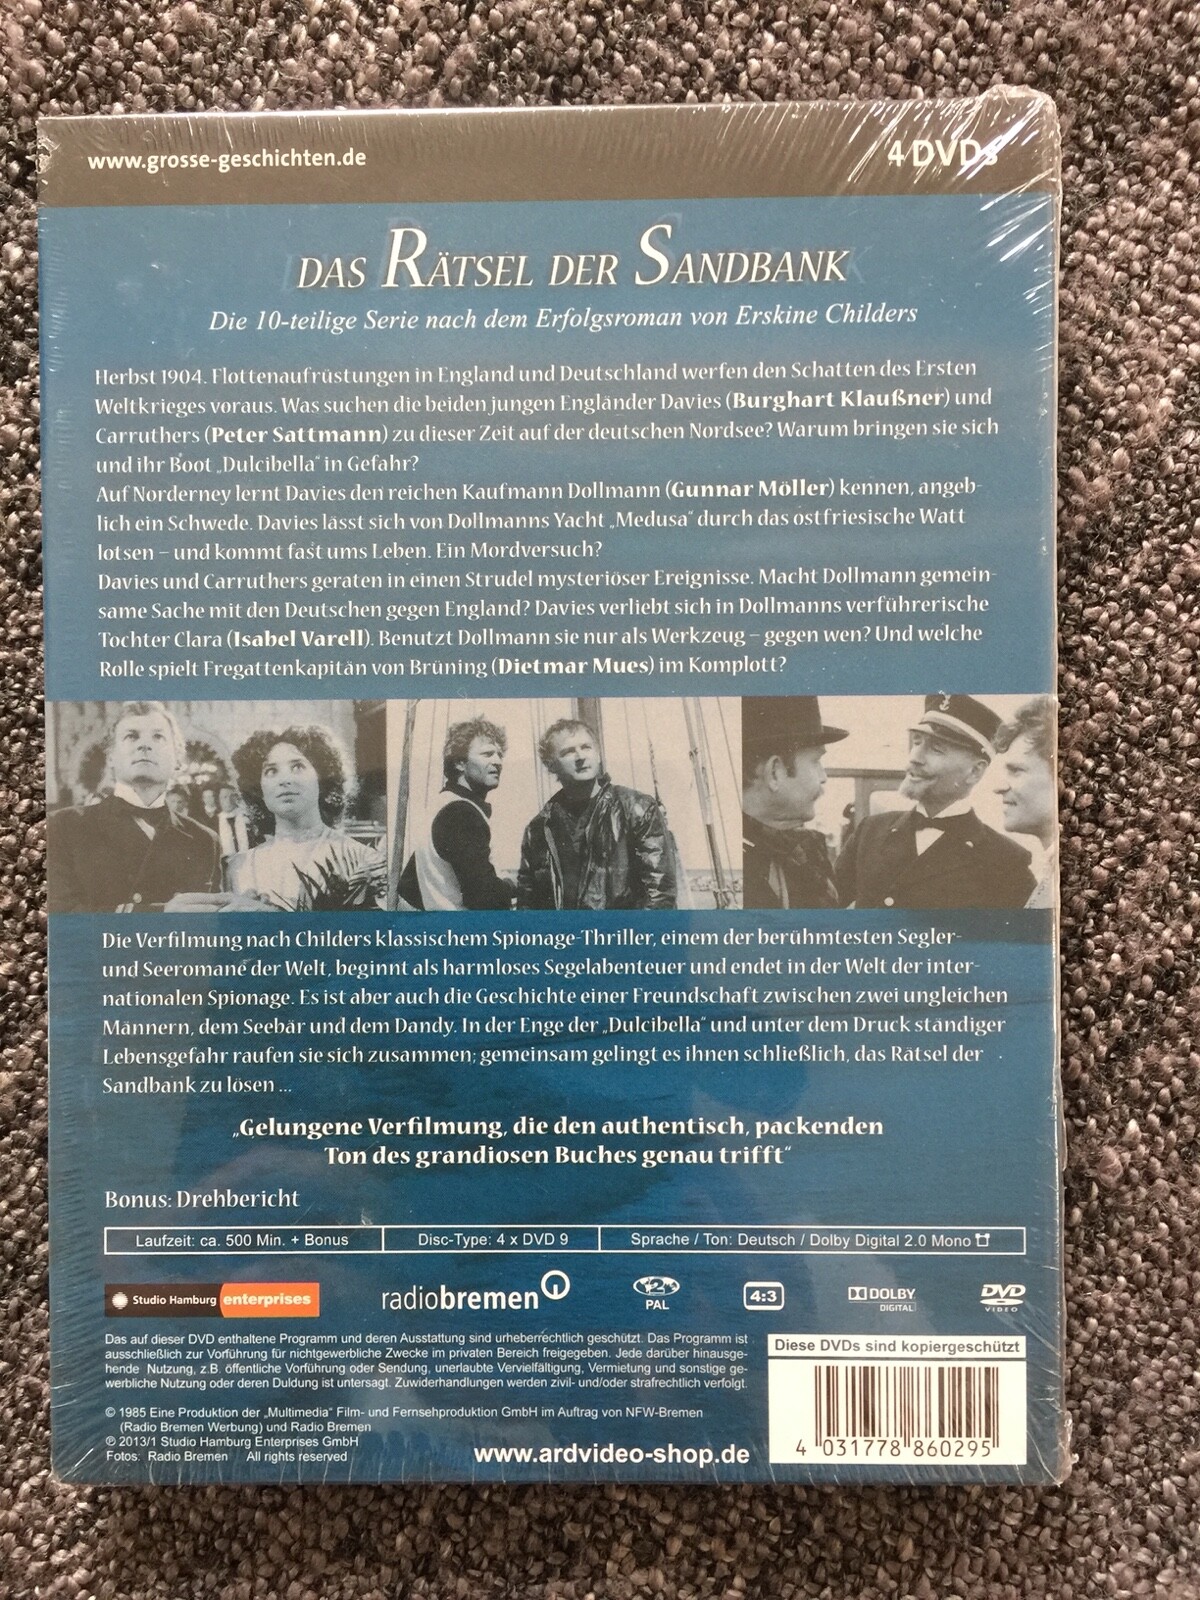 www.grosse-geschichten.de
4 DVDs
DAS RÄTSEL DER SANDBANK
Die 10-teilige Serie nach dem Erfolgsroman von Erskine Childers
Herbst 1904. Flottenaufrüstungen in England und Deutschland werfen den Schatten des Ersten
Weltkrieges voraus. Was suchen die beiden jungen Engländer Davies (Burghart Klaußner) und
Carruthers (Peter Sattmann) zu dieser Zeit auf der deutschen Nordsee? Warum bringen sie sich
und ihr Boot „Dulcibella“ in Gefahr?
Auf Norderney lernt Davies den reichen Kaufmann Dollmann (Gunnar Möller) kennen, angeb-
lich ein Schwede. Davies lässt sich von Dollmanns Yacht „Medusa“ durch das ostfriesische Watt
lotsen – und kommt fast ums Leben. Ein Mordversuch?
Davies und Carruthers geraten in einen Strudel mysteriöser Ereignisse. Macht Dollmann gemein-
same Sache mit den Deutschen gegen England? Davies verliebt sich in Dollmanns verführerische
Tochter Clara (Isabel Varell). Benutzt Dollmann sie nur als Werkzeug – gegen wen? Und welche
Rolle spielt Fregattenkapitän von Brüning (Dietmar Mues) im Komplott?
Die Verfilmung nach Childers klassischem Spionage-Thriller, einem der berühmtesten Segler-
und Seeromane der Welt, beginnt als harmloses Segelabenteuer und endet in der Welt der inter-
nationalen Spionage. Es ist aber auch die Geschichte einer Freundschaft zwischen zwei ungleichen
Männern, dem Seebär und dem Dandy. In der Enge der „Dulcibella“ und unter dem Druck ständiger
Lebensgefahr raufen sie sich zusammen; gemeinsam gelingt es ihnen schließlich, das Rätsel der
Sandbank zu lösen ...
„Gelungene Verfilmung, die den authentisch, packenden
Ton des grandiosen Buches genau trifft“
Bonus: Drehbericht
Laufzeit: ca. 500 Min. + Bonus
Disc-Type: 4 x DVD 9
Sprache / Ton: Deutsch / Dolby Digital 2.0 Mono
Studio Hamburg enterprises
radiobremen
2
PAL
4:3
DOLBY
DIGITAL
DVD
VIDEO
Das auf dieser DVD enthaltene Programm und deren Ausstattung sind urheberrechtlich geschützt. Das Programm ist
ausschließlich zur Vorführung für nichtgewerbliche Zwecke im privaten Bereich freigegeben. Jede darüber hinausge-
hende Nutzung, z.B. öffentliche Vorführung oder Sendung, unerlaubte Vervielfältigung, Vermietung und sonstige ge-
werbliche Nutzung oder deren Duldung ist untersagt. Zuwiderhandlungen werden zivil- und/oder strafrechtlich verfolgt.
Diese DVDs sind kopiergeschützt
© 1985 Eine Produktion der „Multimedia“ Film- und Fernsehproduktion GmbH im Auftrag von NFW-Bremen
(Radio Bremen Werbung) und Radio Bremen
℗ 2013/1 Studio Hamburg Enterprises GmbH
Fotos: Radio Bremen All rights reserved
www.ardvideo-shop.de
4 031778 860295